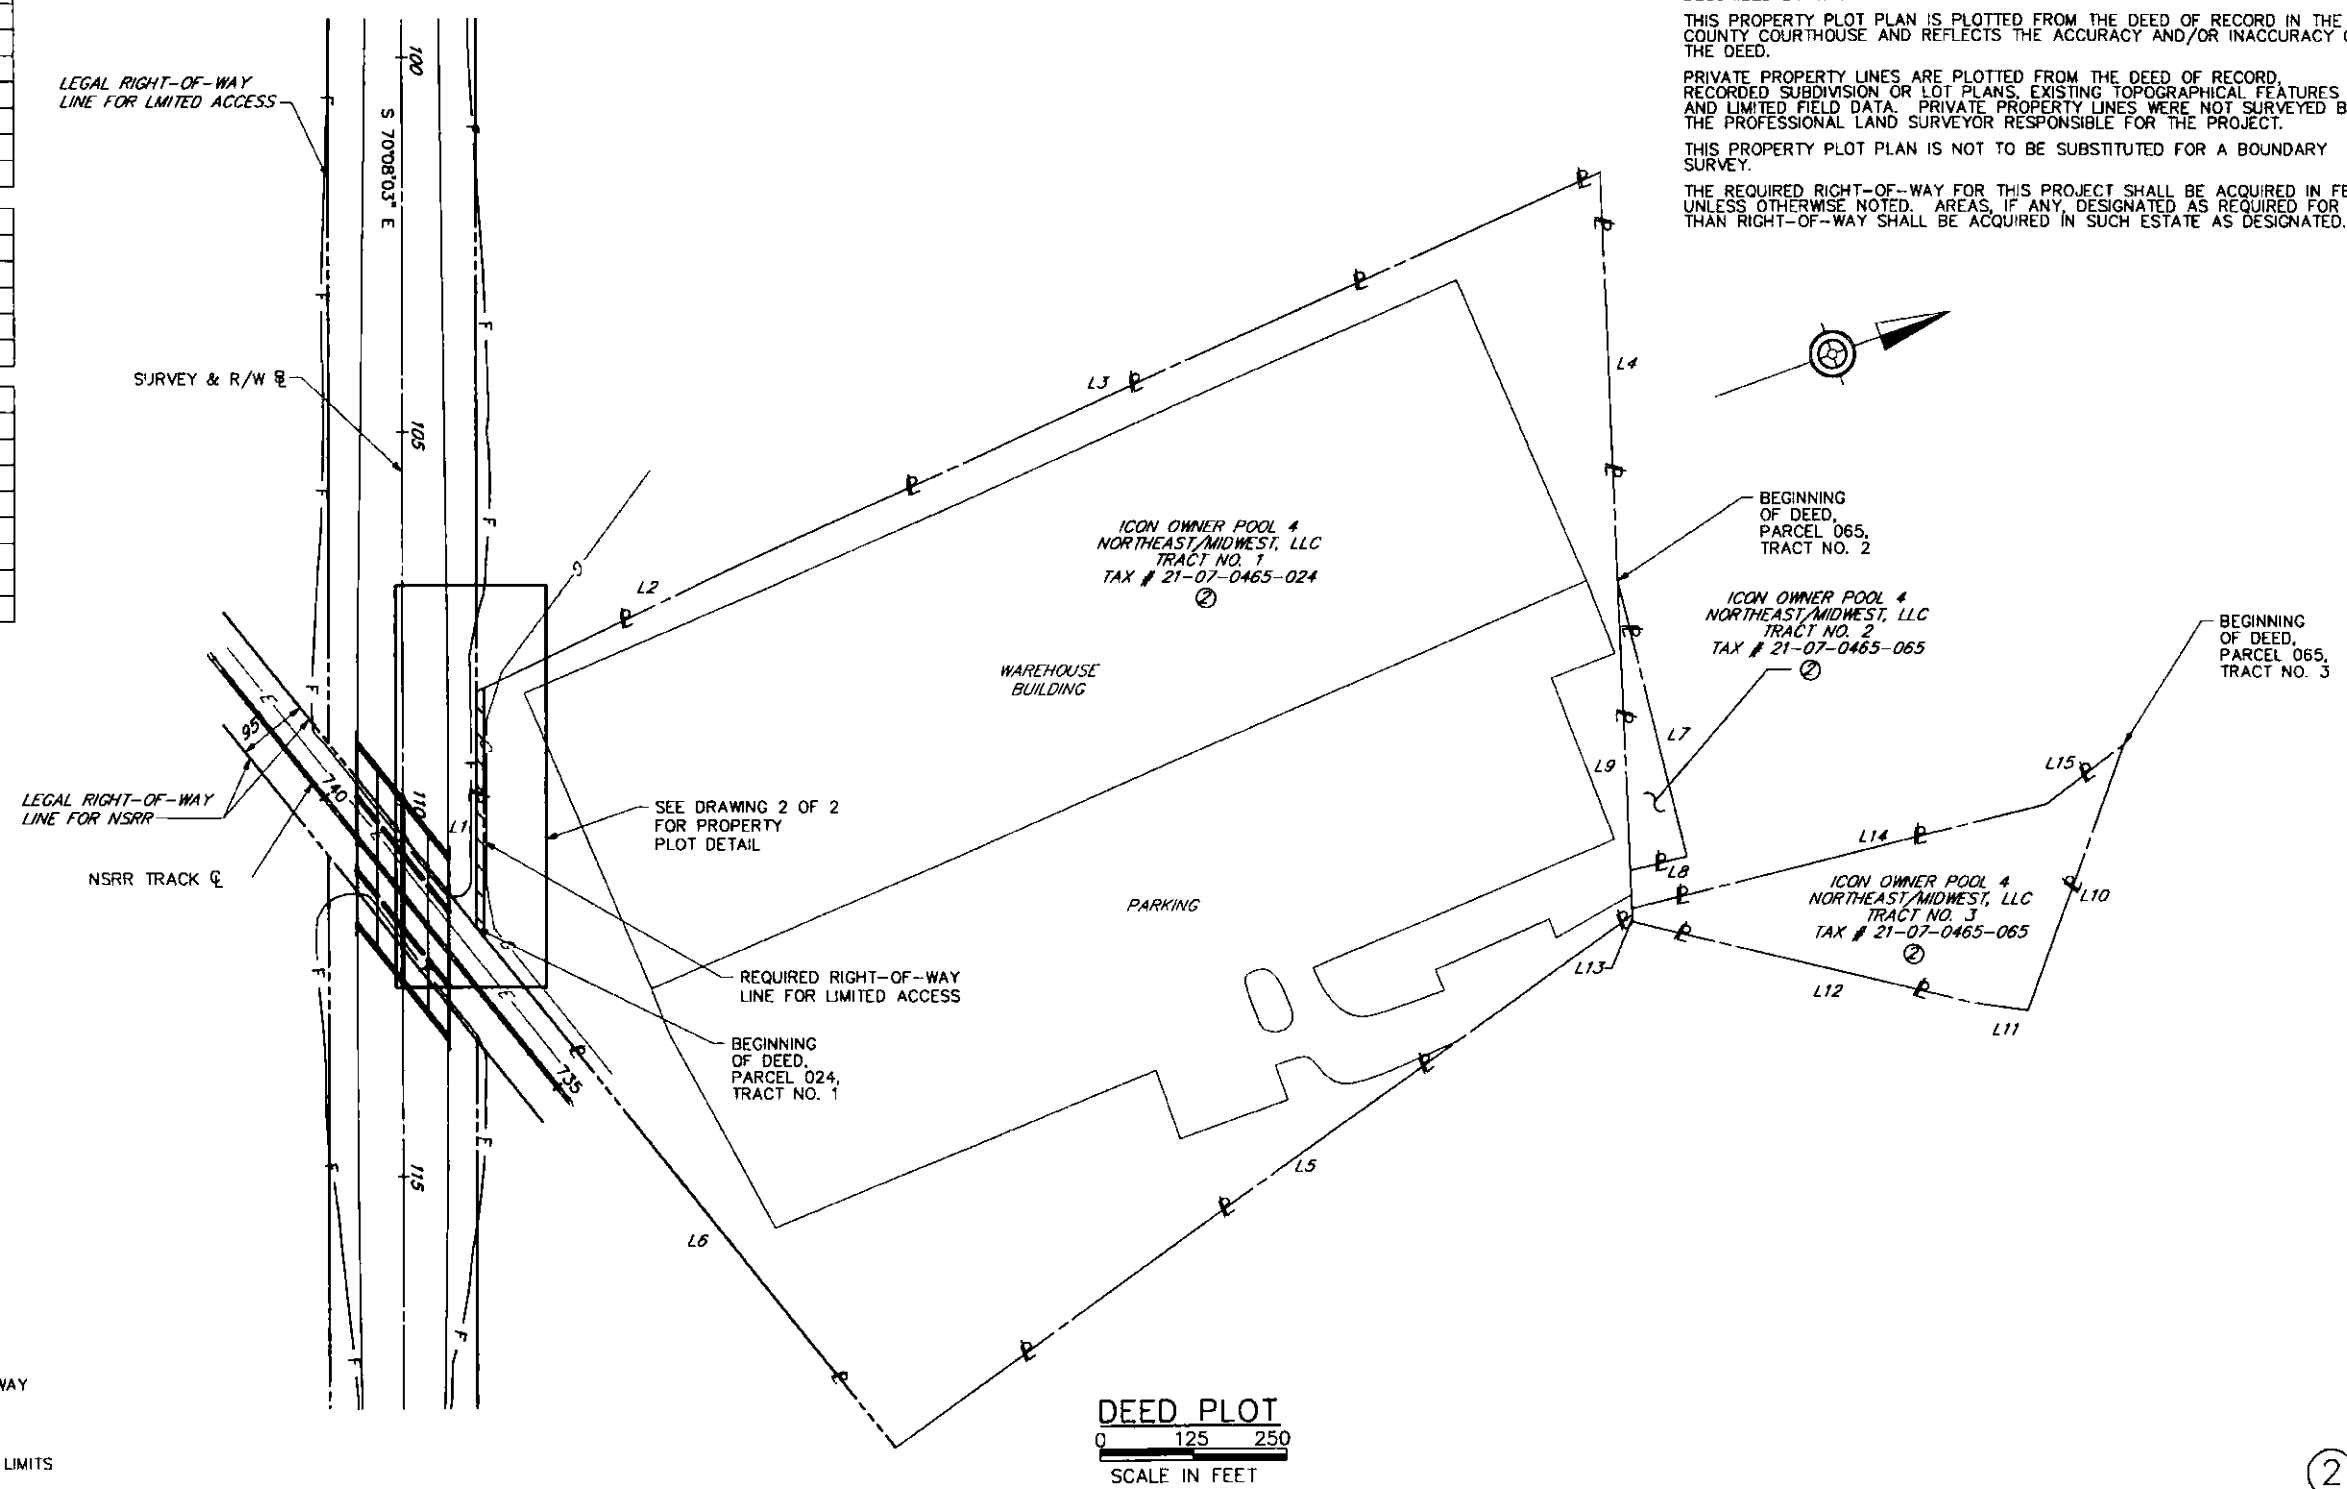 THIS PROPERTY PLOT PLAN IS PLOTTED FROM THE DEED OF RECORD IN THE
COUNTY COURTHOUSE AND REFLECTS THE ACCURACY AND/OR INACCURACY
THE DEED.
PRIVATE PROPERTY LINES ARE PLOTTED FROM THE DEED OF RECORD,
RECORDED SUBDIVISION OR LOT PLANS, EXISTING TOPOGRAPHICAL FEATURES
AND LIMITED FIELD DATA. PRIVATE PROPERTY LINES WERE NOT SURVEYED
THE PROFESSIONAL LAND SURVEYOR RESPONSIBLE FOR THE PROJECT.
THIS PROPERTY PLOT PLAN IS NOT TO BE SUBSTITUTED FOR A BOUNDARY
SURVEY.
THE REQUIRED RIGHT-OF-WAY FOR THIS PROJECT SHALL BE ACQUIRED IN
UNLESS OTHERWISE NOTED. AREAS, IF ANY, DESIGNATED AS REQUIRED FOR
THAN RIGHT-OF-WAY SHALL BE ACQUIRED IN SUCH ESTATE AS DESIGNATED.
LEGAL RIGHT-OF-WAY
LINE FOR LMITED ACCESS
100
S 70°08'03" E
SURVEY & R/W
105
L2
L3
L4
ICON OWNER POOL 4
NORTHEAST/MIDWEST, LLC
TRACT NO. 1
TAX # 21-07-0465-024
2
BEGINNING
OF DEED,
PARCEL 065,
TRACT NO. 2
ICON OWNER POOL 4
NORTHEAST/MIDWEST, LLC
TRACT NO. 2
TAX # 21-07-0465-065
2
BEGINNING
OF DEED,
PARCEL 065,
TRACT NO. 3
WAREHOUSE
BUILDING
95
740
110
L1
LEGAL RIGHT-OF-WAY
LINE FOR NSRR
NSRR TRACK
SEE DRAWING 2 OF 2
FOR PROPERTY
PLOT DETAIL
L7
L9
L15
L14
L8
L10
PARKING
ICON OWNER POOL 4
NORTHEAST/MIDWEST, LLC
TRACT NO. 3
TAX # 21-07-0465-065
2
L13
L12
L11
REQUIRED RIGHT-OF-WAY
LINE FOR LIMITED ACCESS
BEGINNING
OF DEED,
PARCEL 024,
TRACT NO. 1
735
115
L5
L6
WAY
LIMITS
DEED PLOT
0 125 250
SCALE IN FEET
2